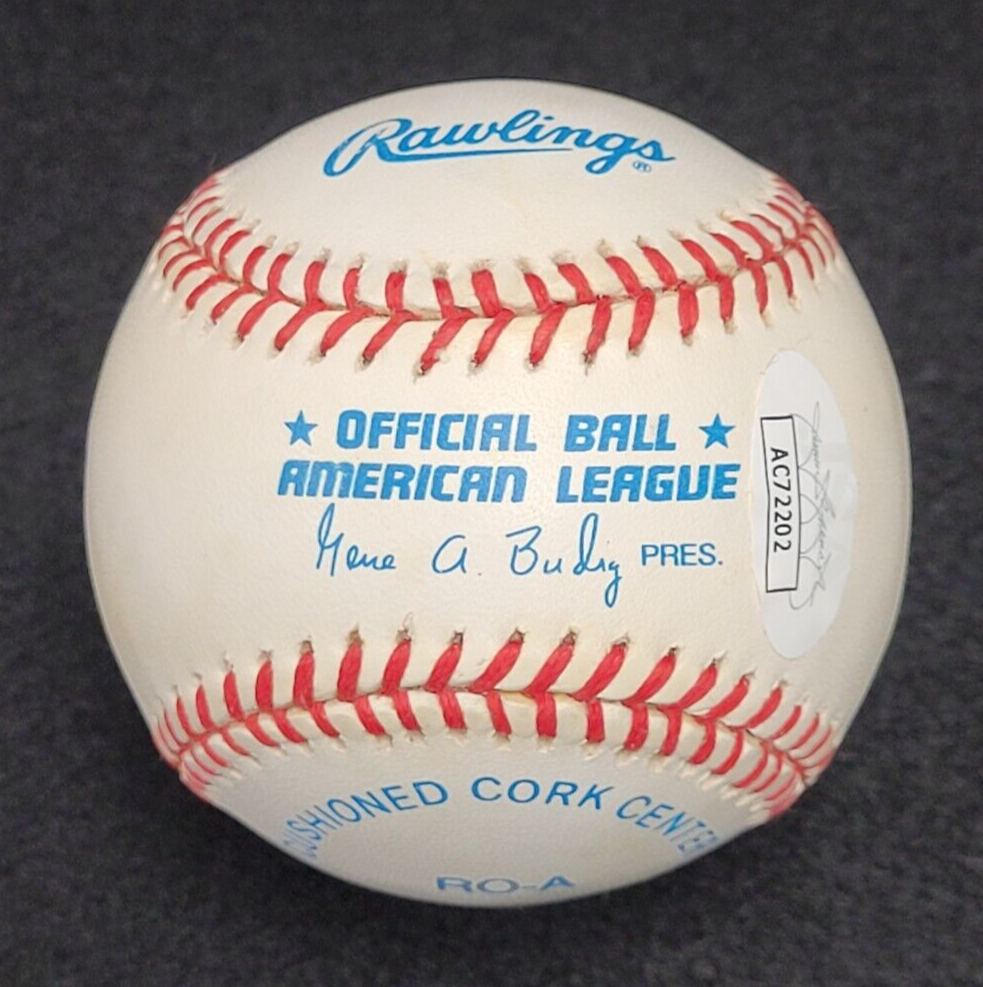 Rawlings®
★ OFFICIAL BALL ★
AMERICAN LEAGUE
Gene A. Budig PRES.
AC72202
CUSHIONED CORK CENTER
RO-A